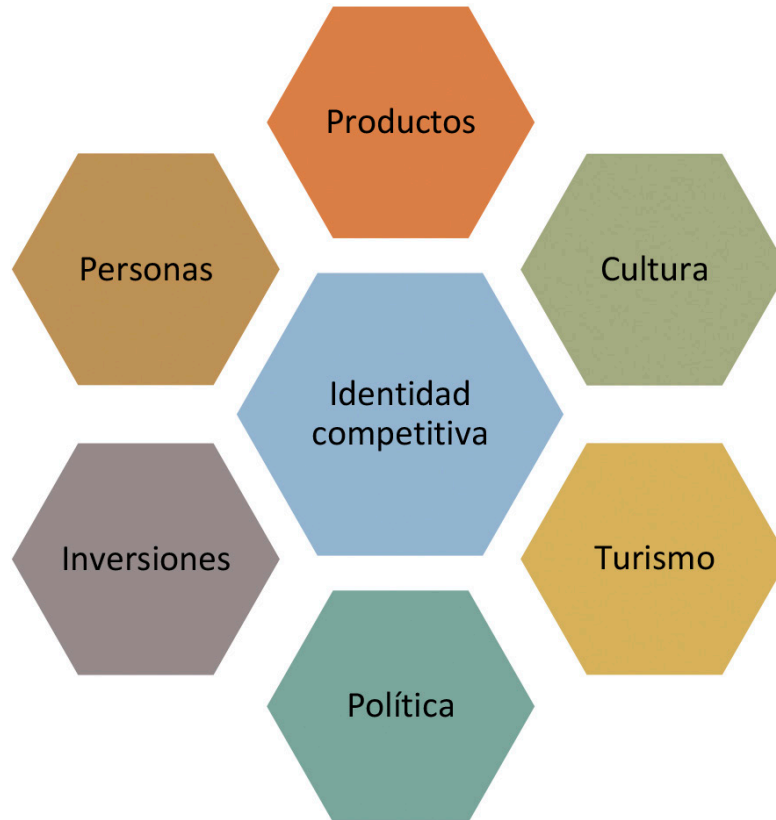 Productos
Personas
Cultura
Identidad
competitiva
Inversiones
Turismo
Política